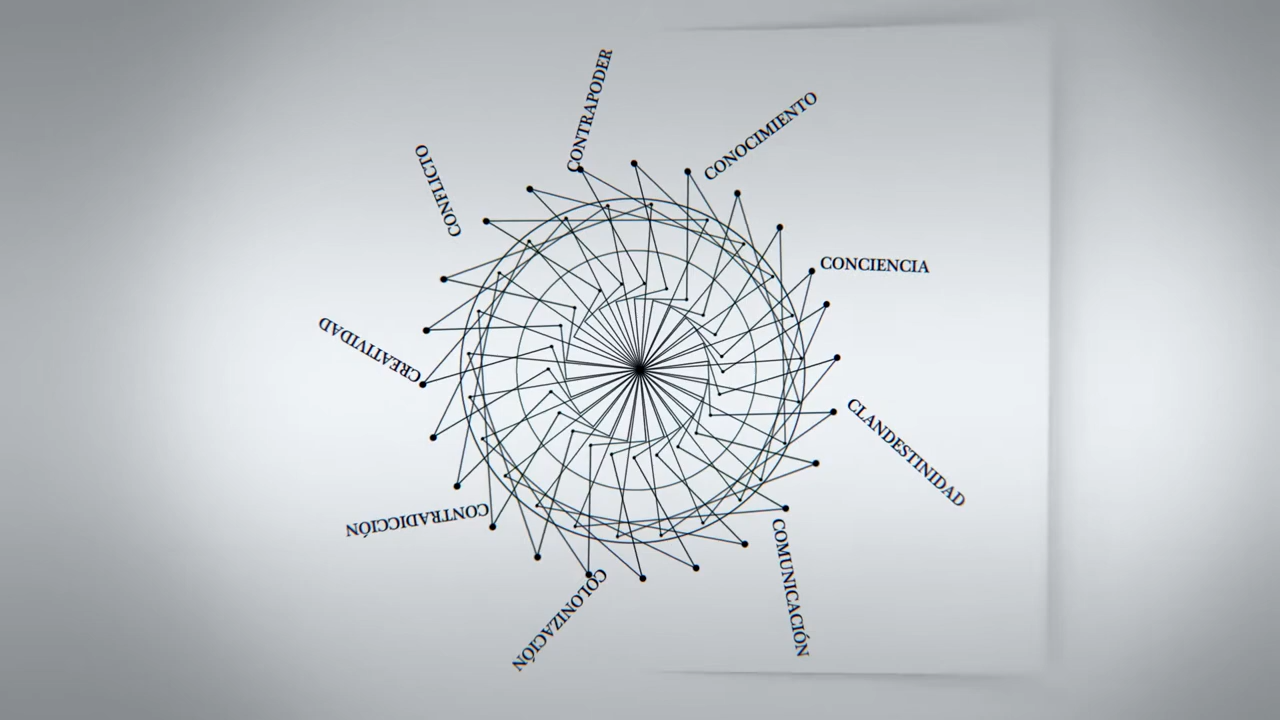 CONTRAPODER
CONOCIMIENTO
CONCIENCIA
CLANDESTINIDAD
COMUNICACIÓN
COLONIZACIÓN
CONTRADICCIÓN
CREATIVIDAD
CONFLICTO